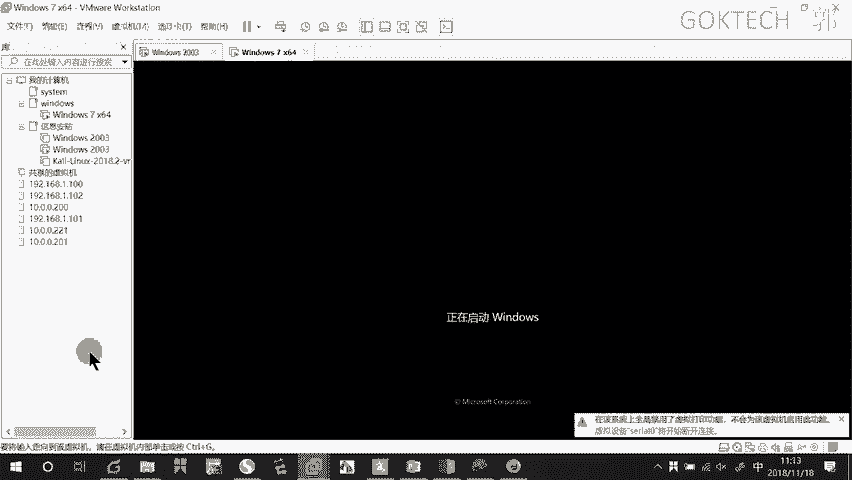 Windows 7 x64 - VMware Workstation
文件(F) 编辑(E) 查看(V) 虚拟机(M) 选项卡(T) 帮助(H)
GOKTECH
库
在此处键入内容进行搜索
Windows 2003
Windows 7 x64
我的计算机
system
windows
Windows 7 x64
信息安全
Windows 2003
Windows 2003
Kali-Linux-2018.2-vr
共享的虚拟机
192.168.1.100
192.168.1.102
10.0.0.200
192.168.1.101
10.0.0.221
10.0.0.201
正在启动 Windows
© Microsoft Corporation
在该系统上全局禁用了虚拟打印功能，不会为该虚拟机启用此功能。
虚拟设备“serial0”将开始断开连接。
要将输入定向到该虚拟机，请在虚拟机内部单击或按 Ctrl+G。
中
11:13
2018/11/18